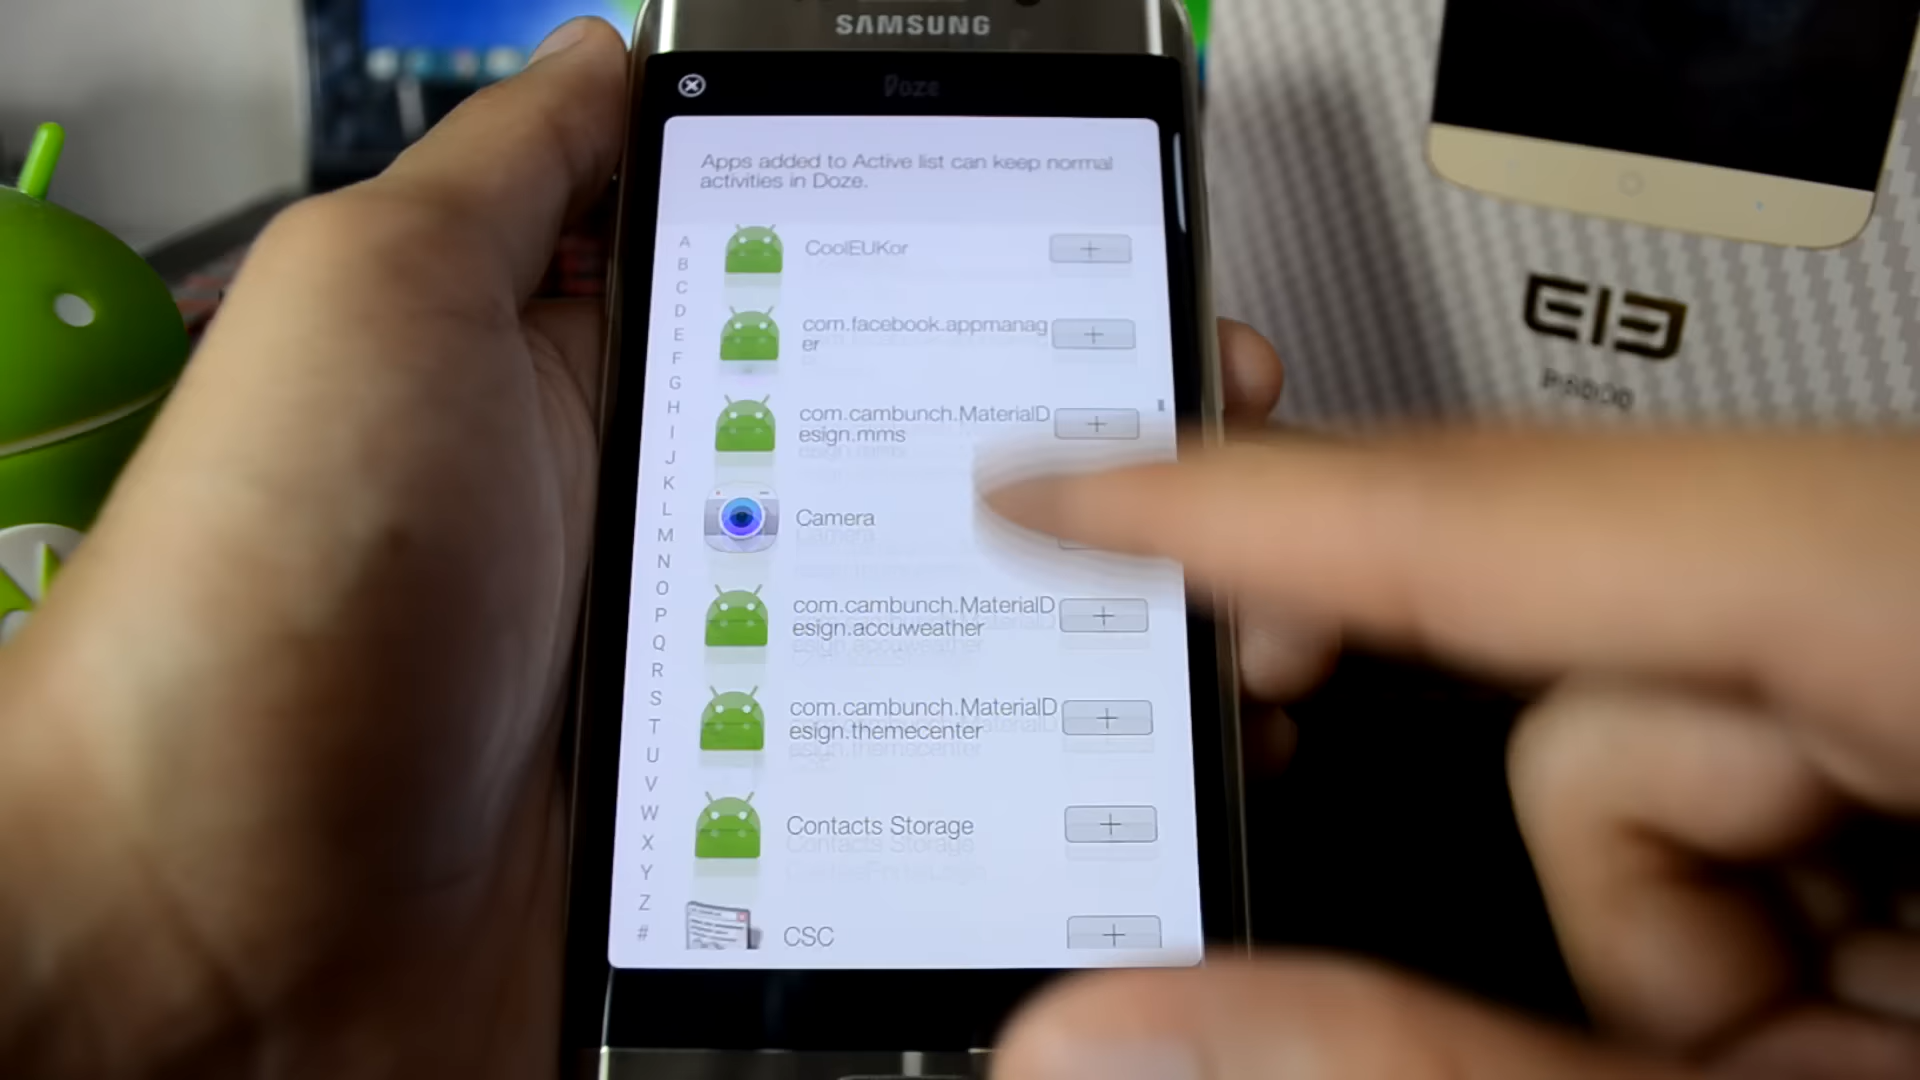 SAMSUNG
Doze
Apps added to Active list can keep normal
activities in Doze.
A
B
C
D
E
F
G
H
I
J
K
L
M
N
O
P
Q
R
S
T
U
V
W
X
Y
Z
#
CoolEUKor
+
com.facebook.appmanag
er
+
com.cambunch.MaterialD
esign.mms
+
Camera
com.cambunch.MaterialD
esign.accuweather
+
com.cambunch.MaterialD
esign.themecenter
+
Contacts Storage
+
CSC
+
P8000